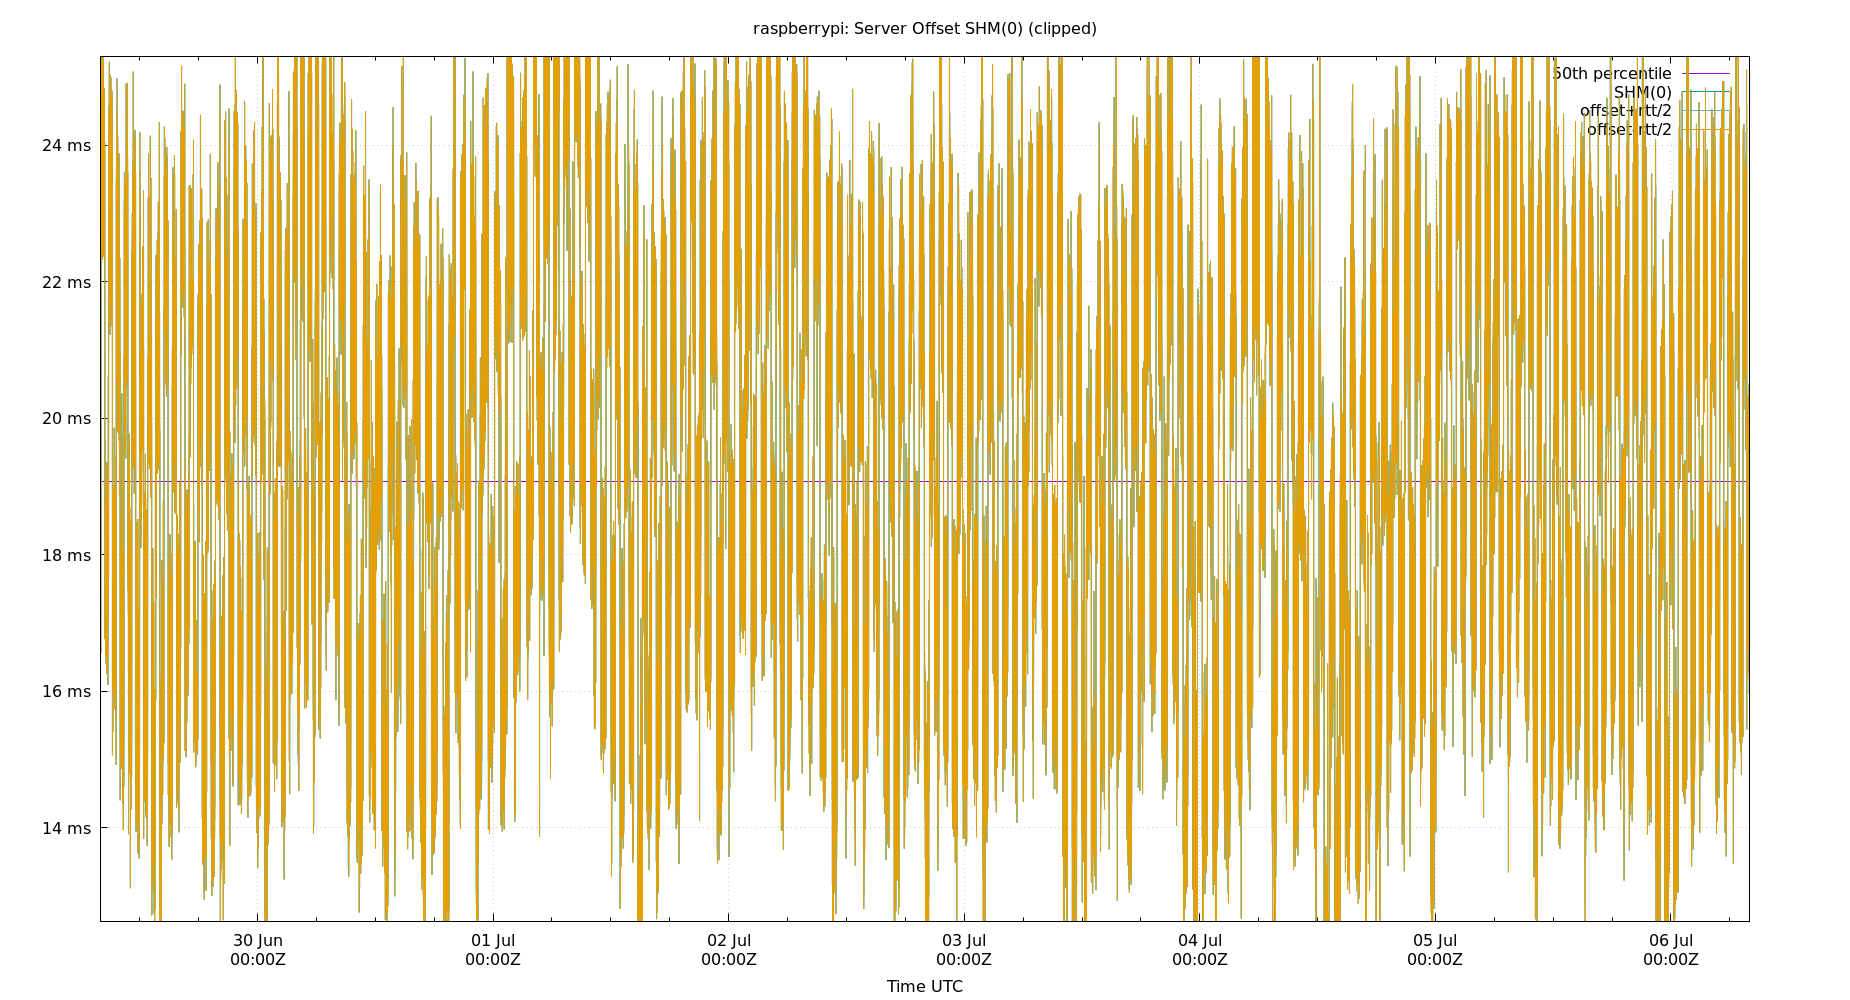 raspberrypi: Server Offset SHM(0) (clipped)
50th percentile
SHM(0)
offset+rtt/2
offset-rtt/2
24 ms
22 ms
20 ms
18 ms
16 ms
14 ms
30 Jun 01 Jul 02 Jul 03 Jul 04 Jul 05 Jul 06 Jul
00:00Z 00:00Z 00:00Z 00:00Z 00:00Z 00:00Z 00:00Z
Time UTC